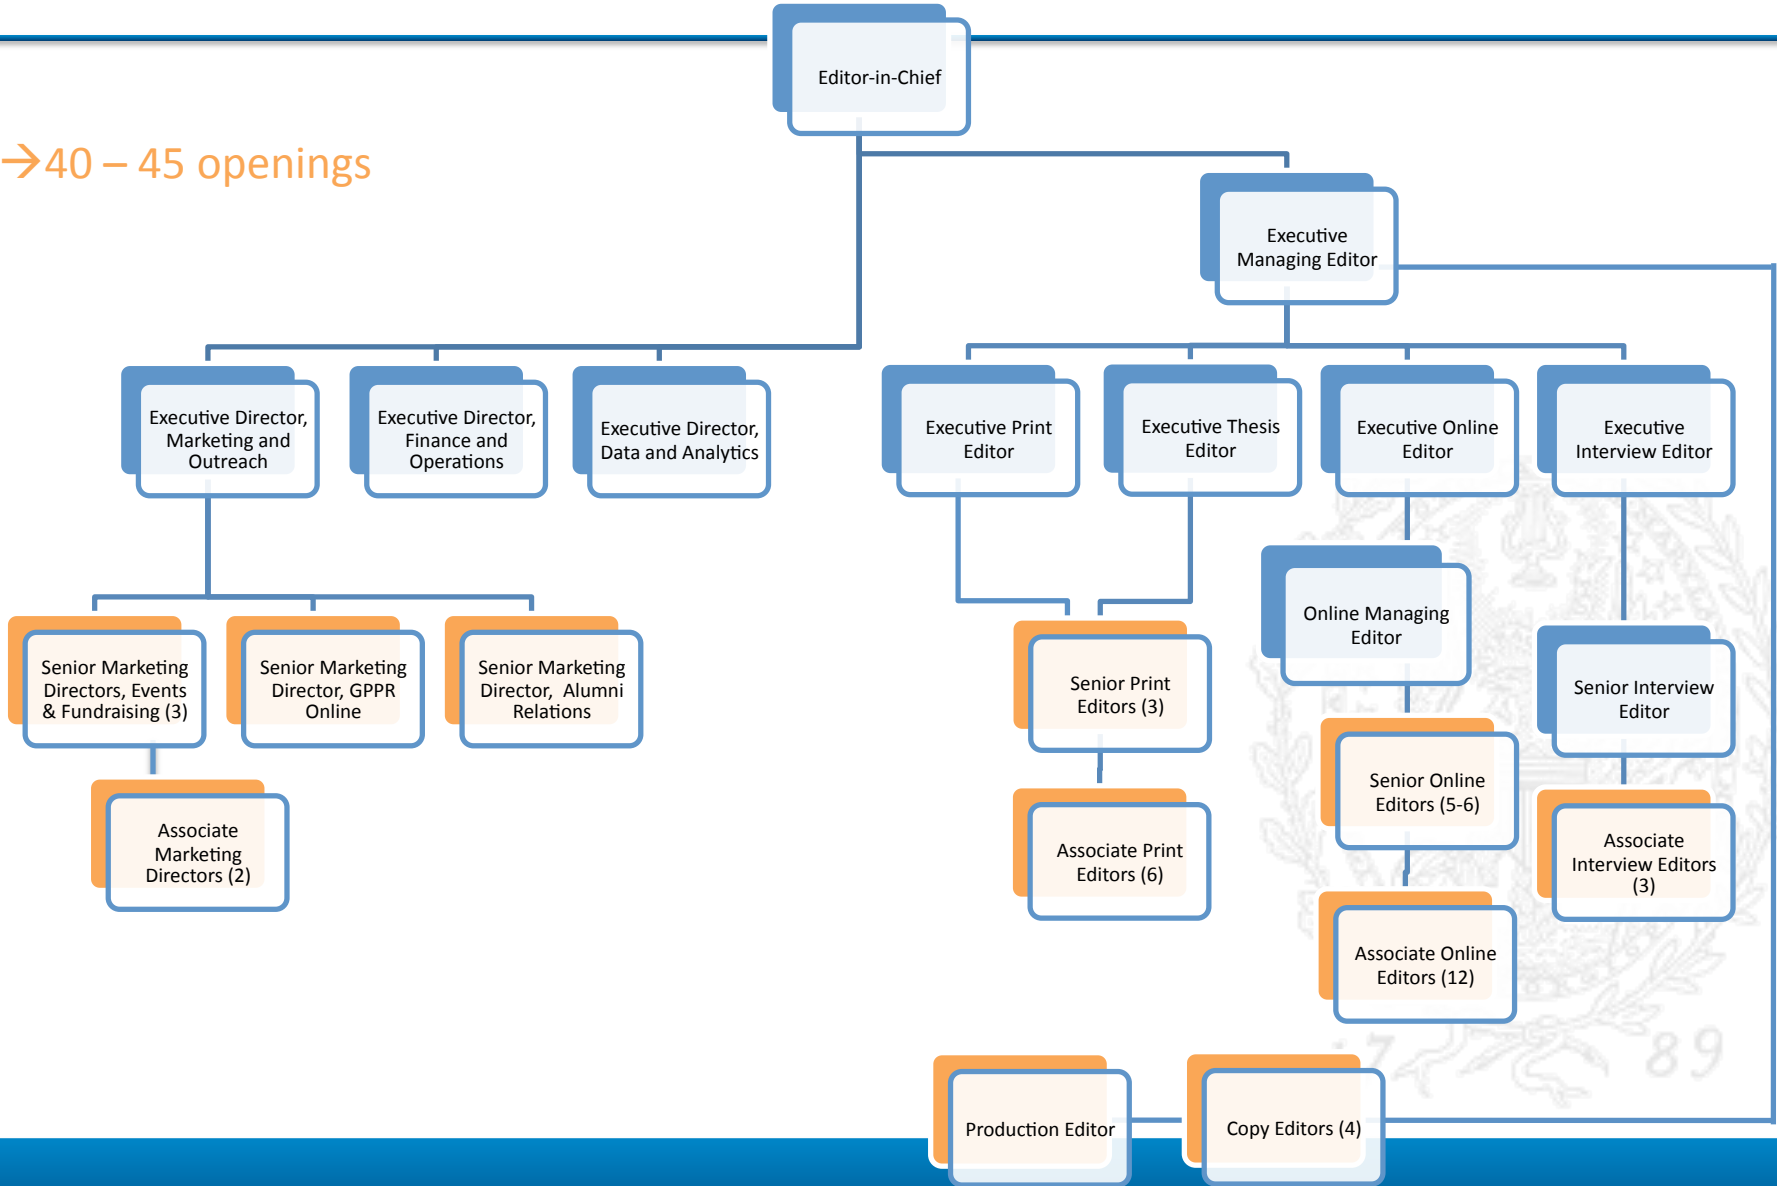 Editor-in-Chief
→40 – 45 openings
Executive
Managing Editor
Executive Director,
Marketing and
Outreach
Executive Director,
Finance and
Operations
Executive Director,
Data and Analytics
Executive Print
Editor
Executive Thesis
Editor
Executive Online
Editor
Executive
Interview Editor
Online Managing
Editor
Senior Marketing
Directors, Events
& Fundraising (3)
Senior Marketing
Director, GPPR
Online
Senior Marketing
Director, Alumni
Relations
Senior Print
Editors (3)
Senior Interview
Editor
Senior Online
Editors (5-6)
Associate
Marketing
Directors (2)
Associate Print
Editors (6)
Associate
Interview Editors
(3)
Associate Online
Editors (12)
17 89
Production Editor
Copy Editors (4)